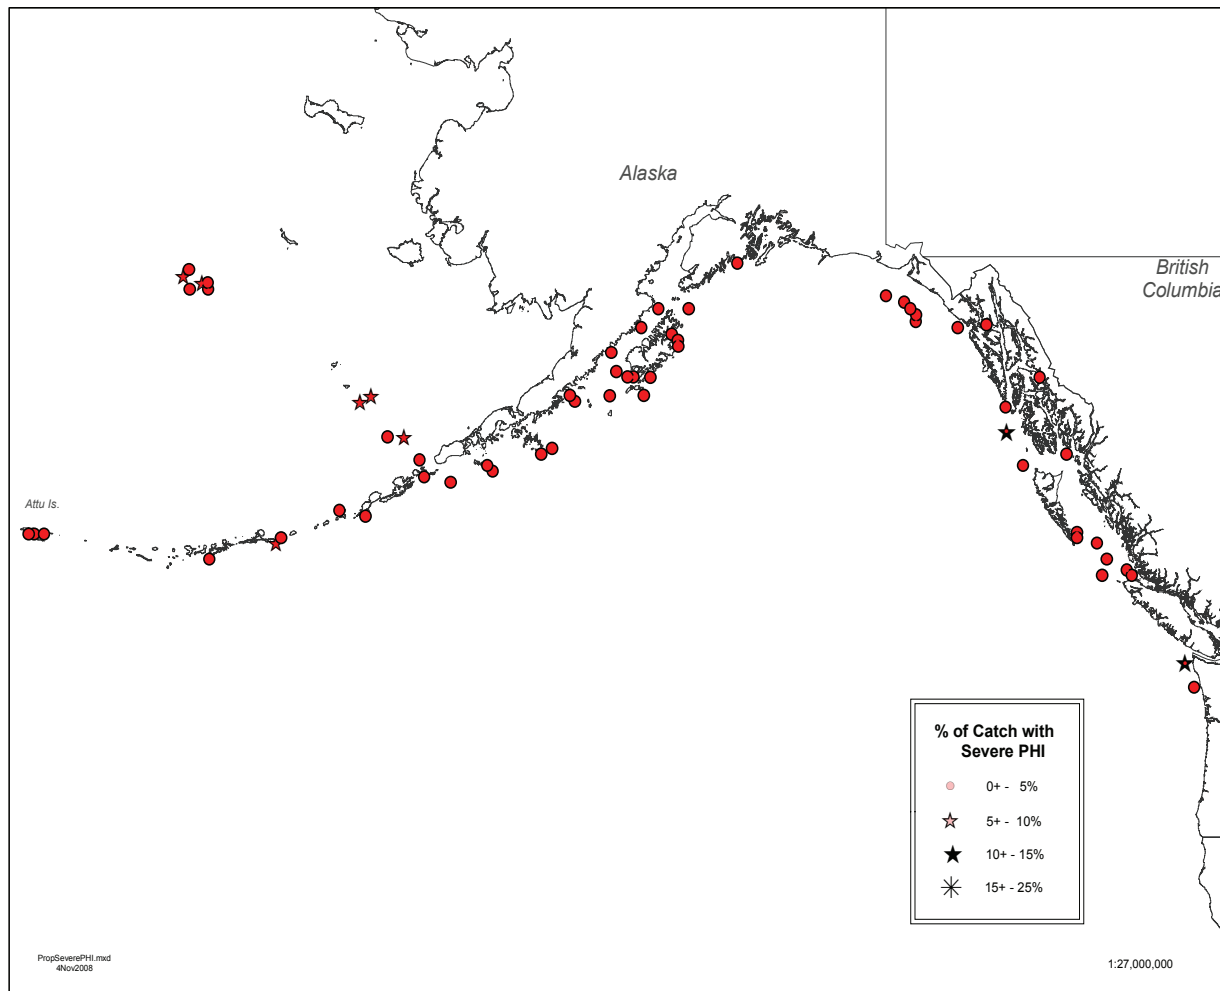 Alaska
British
Columbia
Attu Is.
% of Catch with
Severe PHI
0+ - 5%
5+ - 10%
10+ - 15%
15+ - 25%
PropSeverePHI.mxd
4Nov2008
1:27,000,000